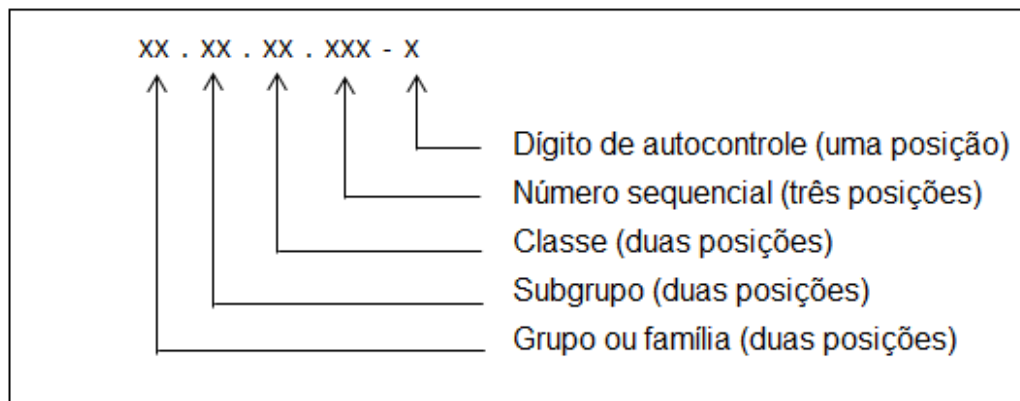 XX . XX . XX . XXX - X
Dígito de autocontrole (uma posição)
Número sequencial (três posições)
Classe (duas posições)
Subgrupo (duas posições)
Grupo ou família (duas posições)